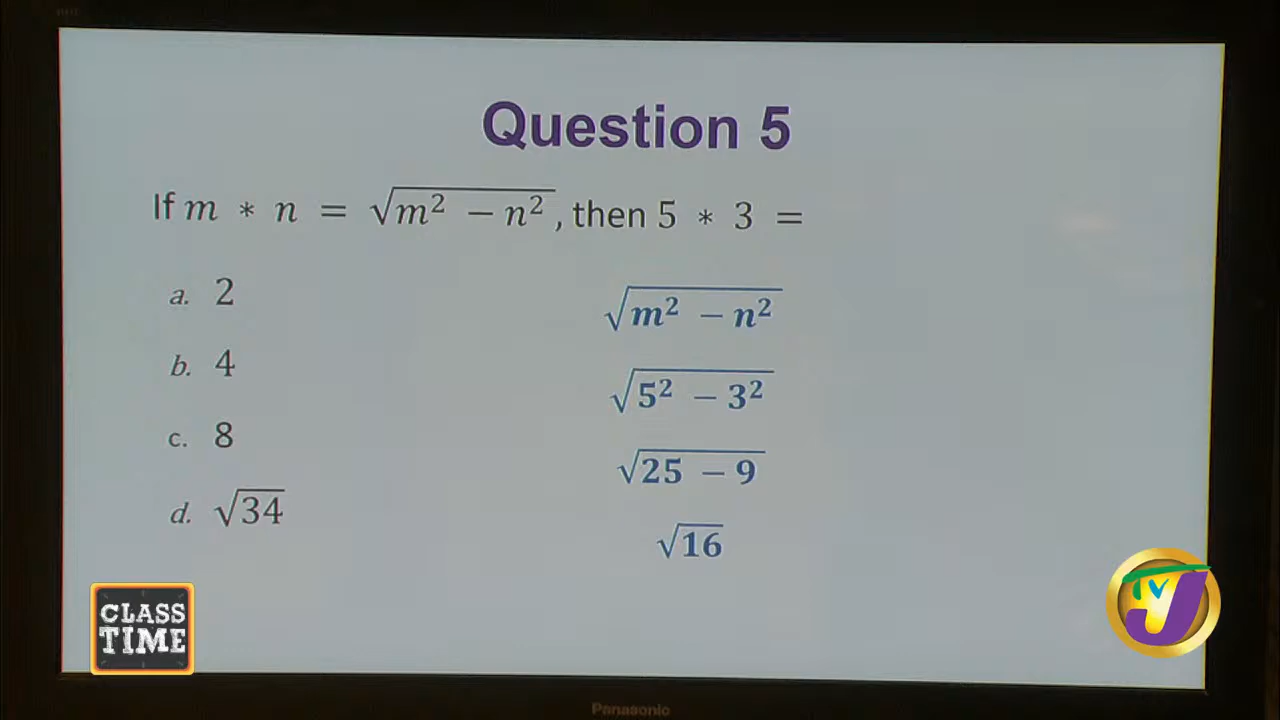 Question 5
If m * n = √(m² − n²), then 5 * 3 =
a. 2
b. 4
c. 8
d. √34
√(m² − n²)
√(5² − 3²)
√(25 − 9)
√16
CLASS
TIME
TVJ
Panasonic